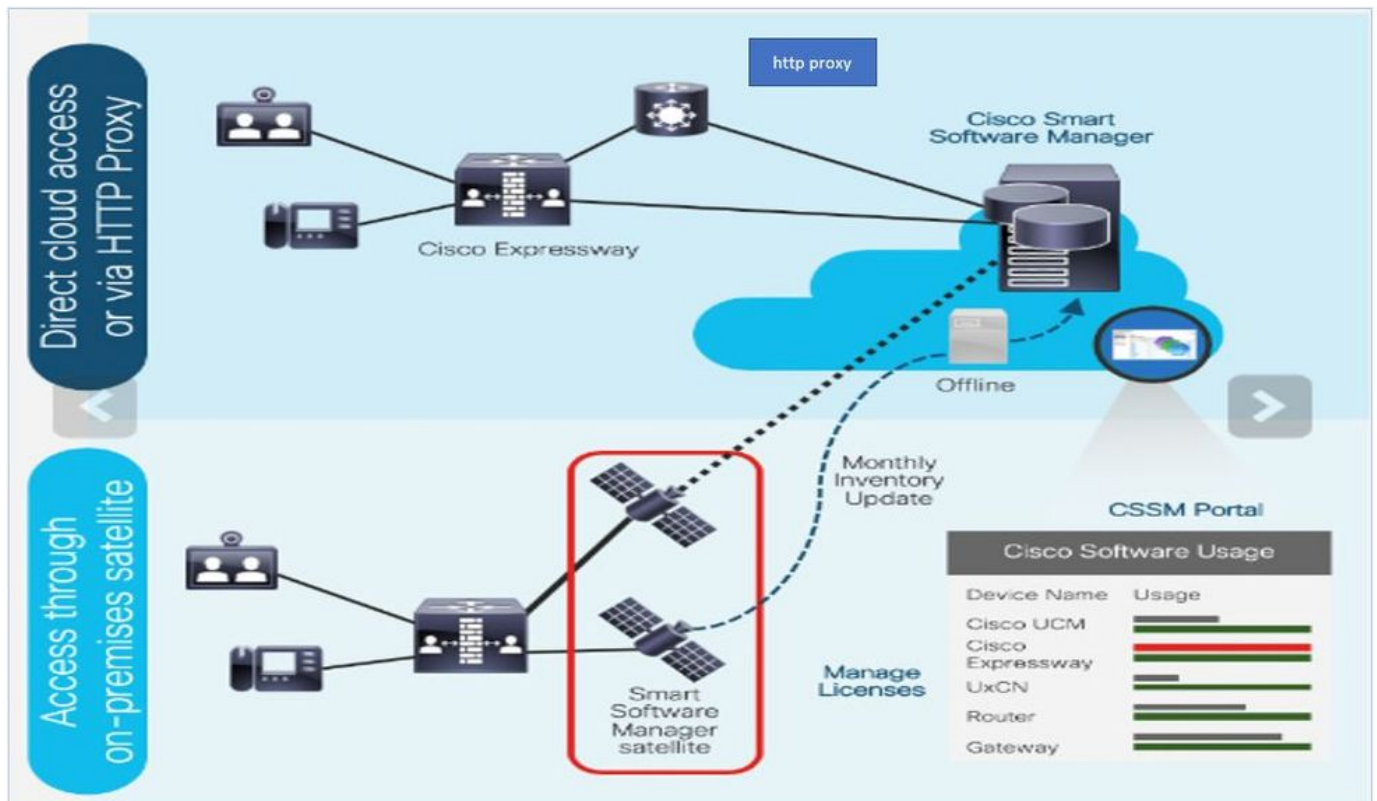 Direct cloud access
or via HTTP Proxy
http proxy
Cisco Smart
Software Manager
Cisco Expressway
Offline
Monthly
Inventory
Update
Access through
on-premises satellite
Smart
Software
Manager
satellite
Manage
Licenses
CSSM Portal
Cisco Software Usage
Device Name Usage
Cisco UCM
Cisco
Expressway
UxCN
Router
Gateway